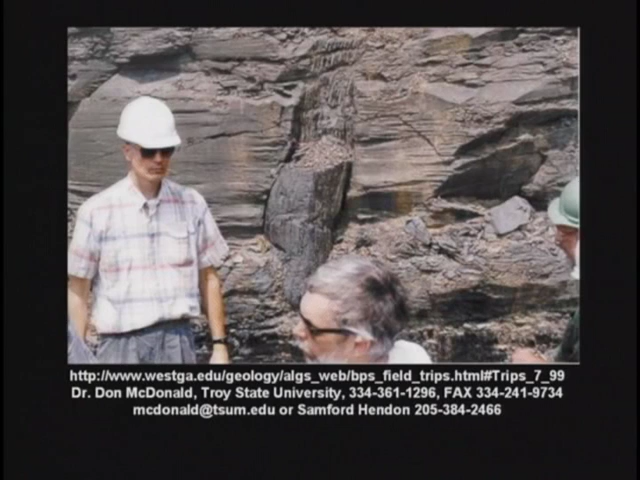 http://www.westga.edu/geology/algs_web/bps_field_trips.html#Trips_7_99
Dr. Don McDonald, Troy State University, 334-361-1296, FAX 334-241-9734
mcdonald@tsum.edu or Samford Hendon 205-384-2466